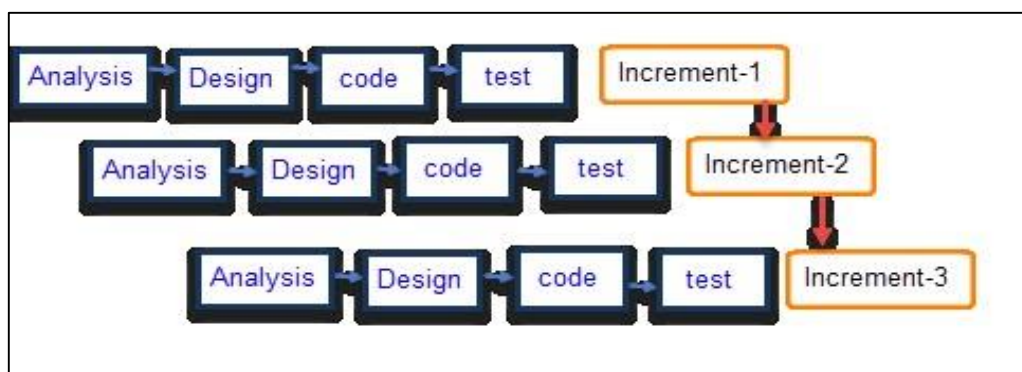 Analysis Design code test Increment-1
Analysis Design code test Increment-2
Analysis Design code test Increment-3